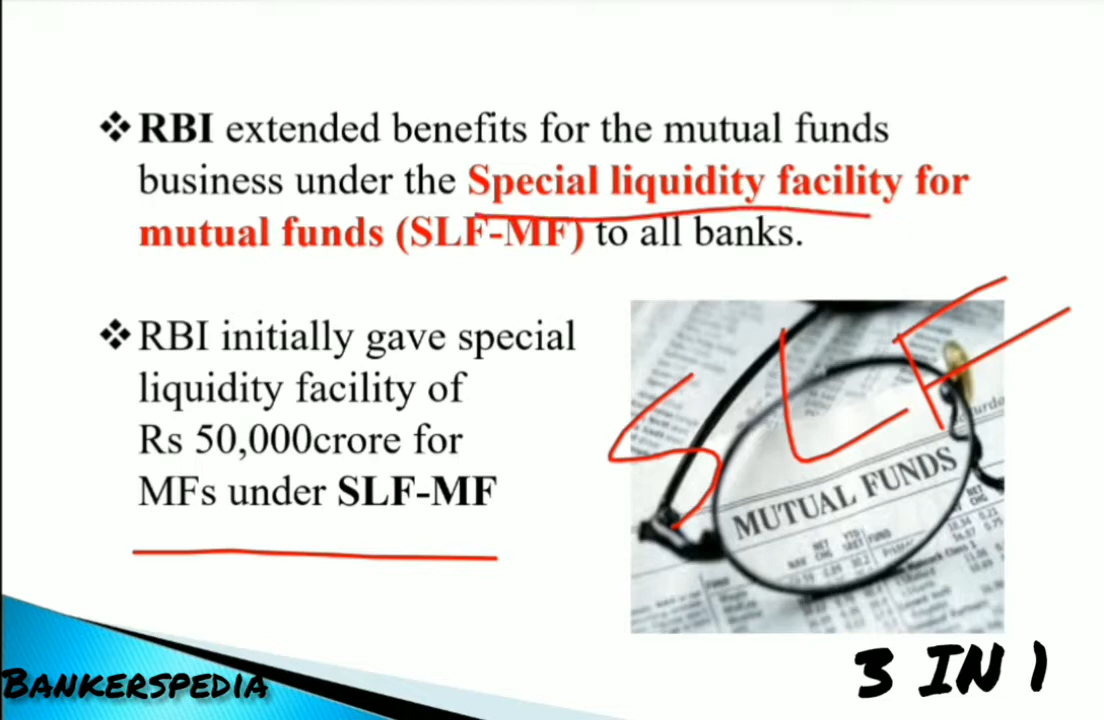 ❖ RBI extended benefits for the mutual funds
business under the Special liquidity facility for
mutual funds (SLF-MF) to all banks.
❖ RBI initially gave special
liquidity facility of
Rs 50,000crore for
MFs under SLF-MF
SLF
MUTUAL FUNDS
BANKERSPEDIA
3 IN 1